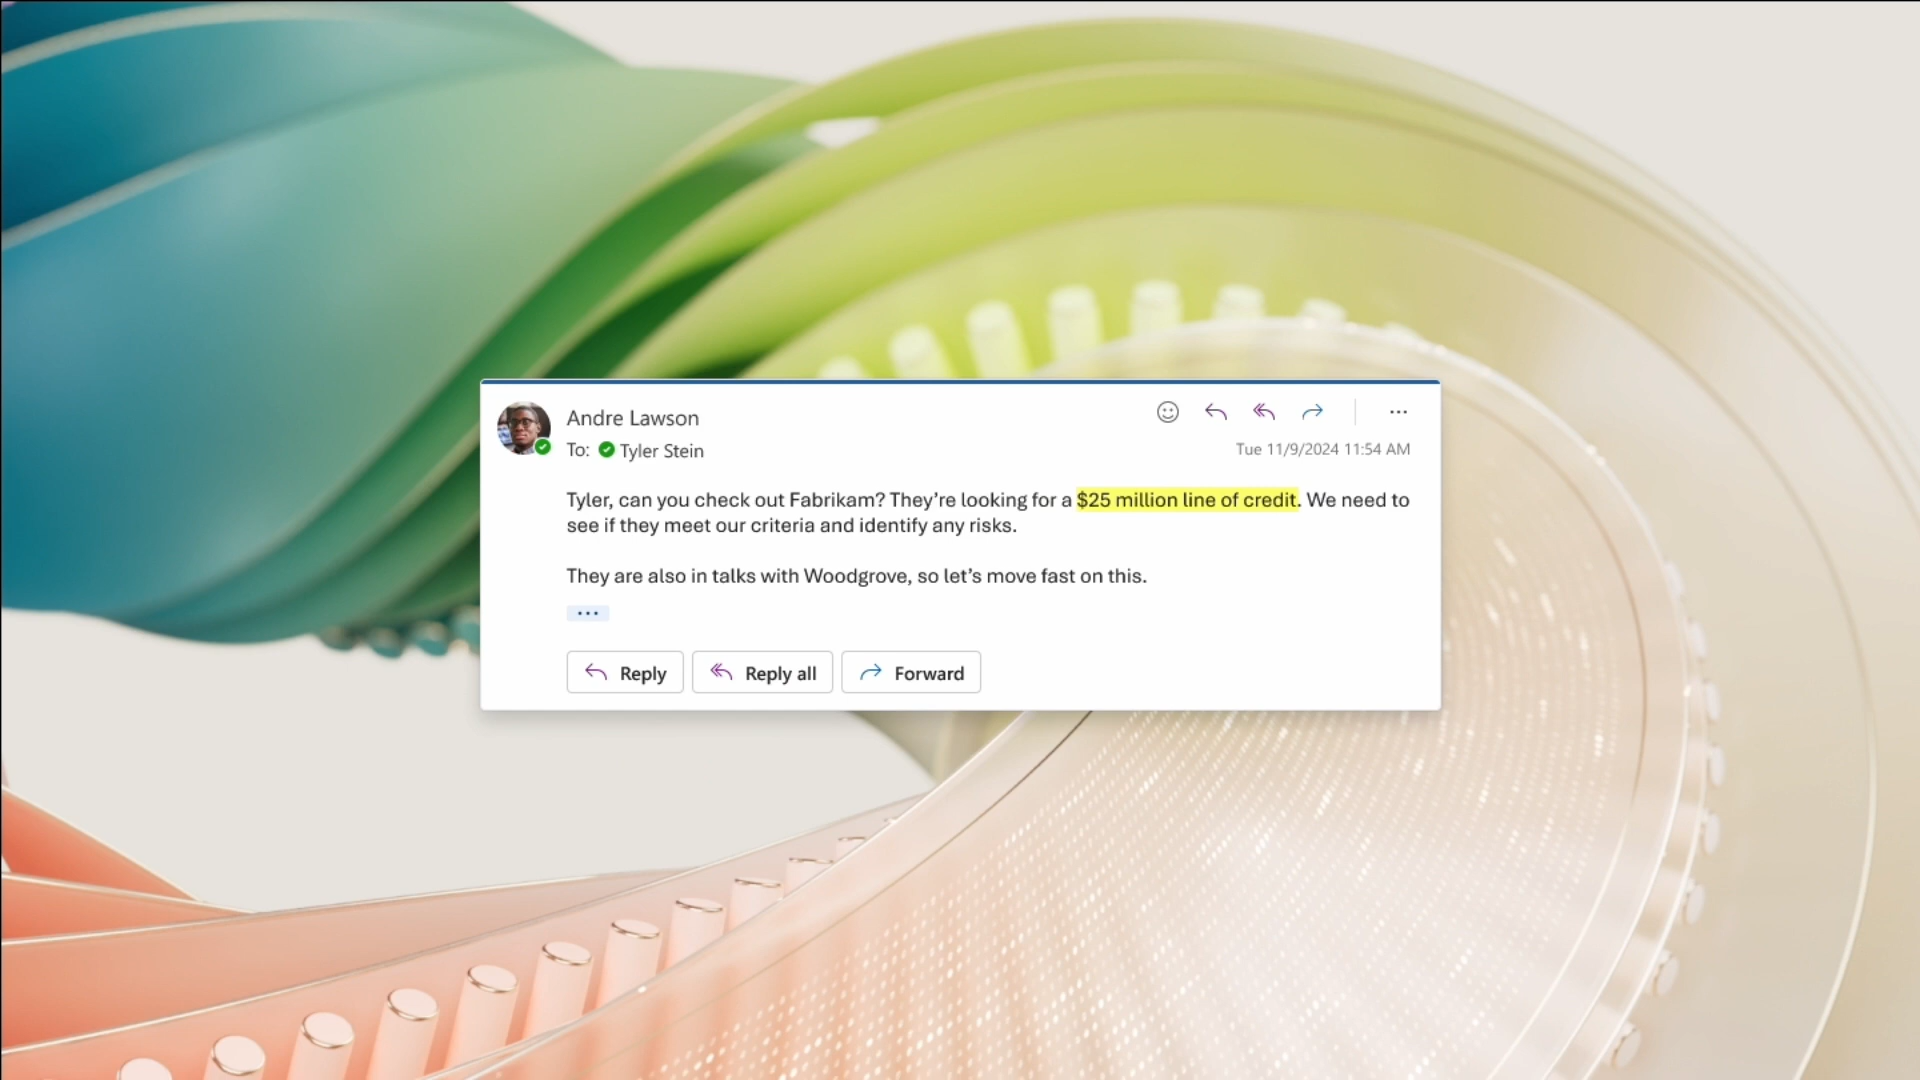 Andre Lawson
To: Tyler Stein
Tue 11/9/2024 11:54 AM
Tyler, can you check out Fabrikam? They’re looking for a $25 million line of credit. We need to
see if they meet our criteria and identify any risks.
They are also in talks with Woodgrove, so let’s move fast on this.
Reply
Reply all
Forward